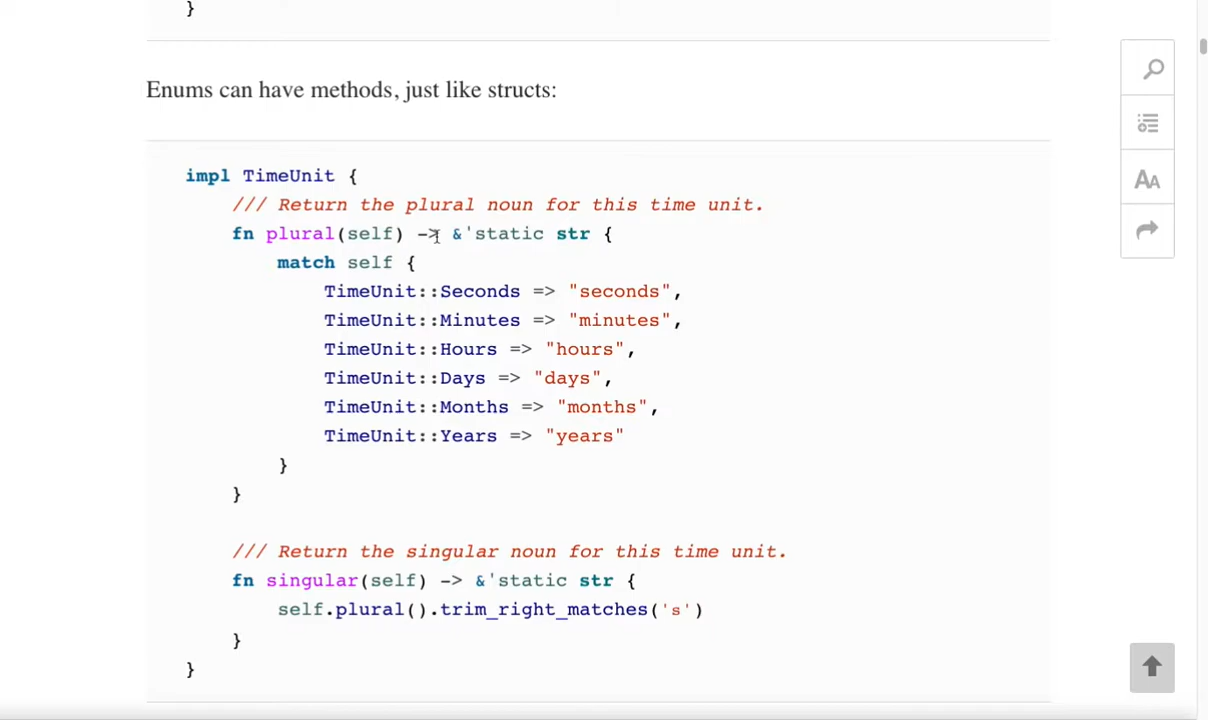 }
Enums can have methods, just like structs:
impl TimeUnit {
    /// Return the plural noun for this time unit.
    fn plural(self) -> &'static str {
        match self {
            TimeUnit::Seconds => "seconds",
            TimeUnit::Minutes => "minutes",
            TimeUnit::Hours => "hours",
            TimeUnit::Days => "days",
            TimeUnit::Months => "months",
            TimeUnit::Years => "years"
        }
    }
    /// Return the singular noun for this time unit.
    fn singular(self) -> &'static str {
        self.plural().trim_right_matches('s')
    }
}
AA